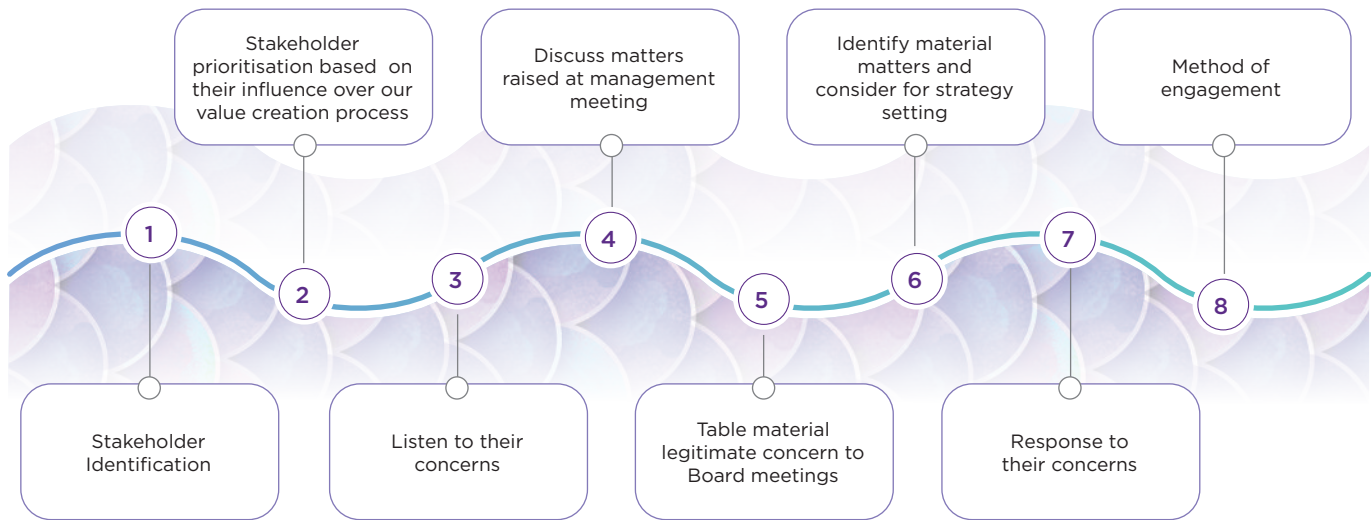 1
Stakeholder
Identification
2
Stakeholder
prioritisation based on
their influence over our
value creation process
3
Listen to their
concerns
4
Discuss matters
raised at management
meeting
5
Table material
legitimate concern to
Board meetings
6
Identify material
matters and
consider for strategy
setting
7
Response to
their concerns
8
Method of
engagement